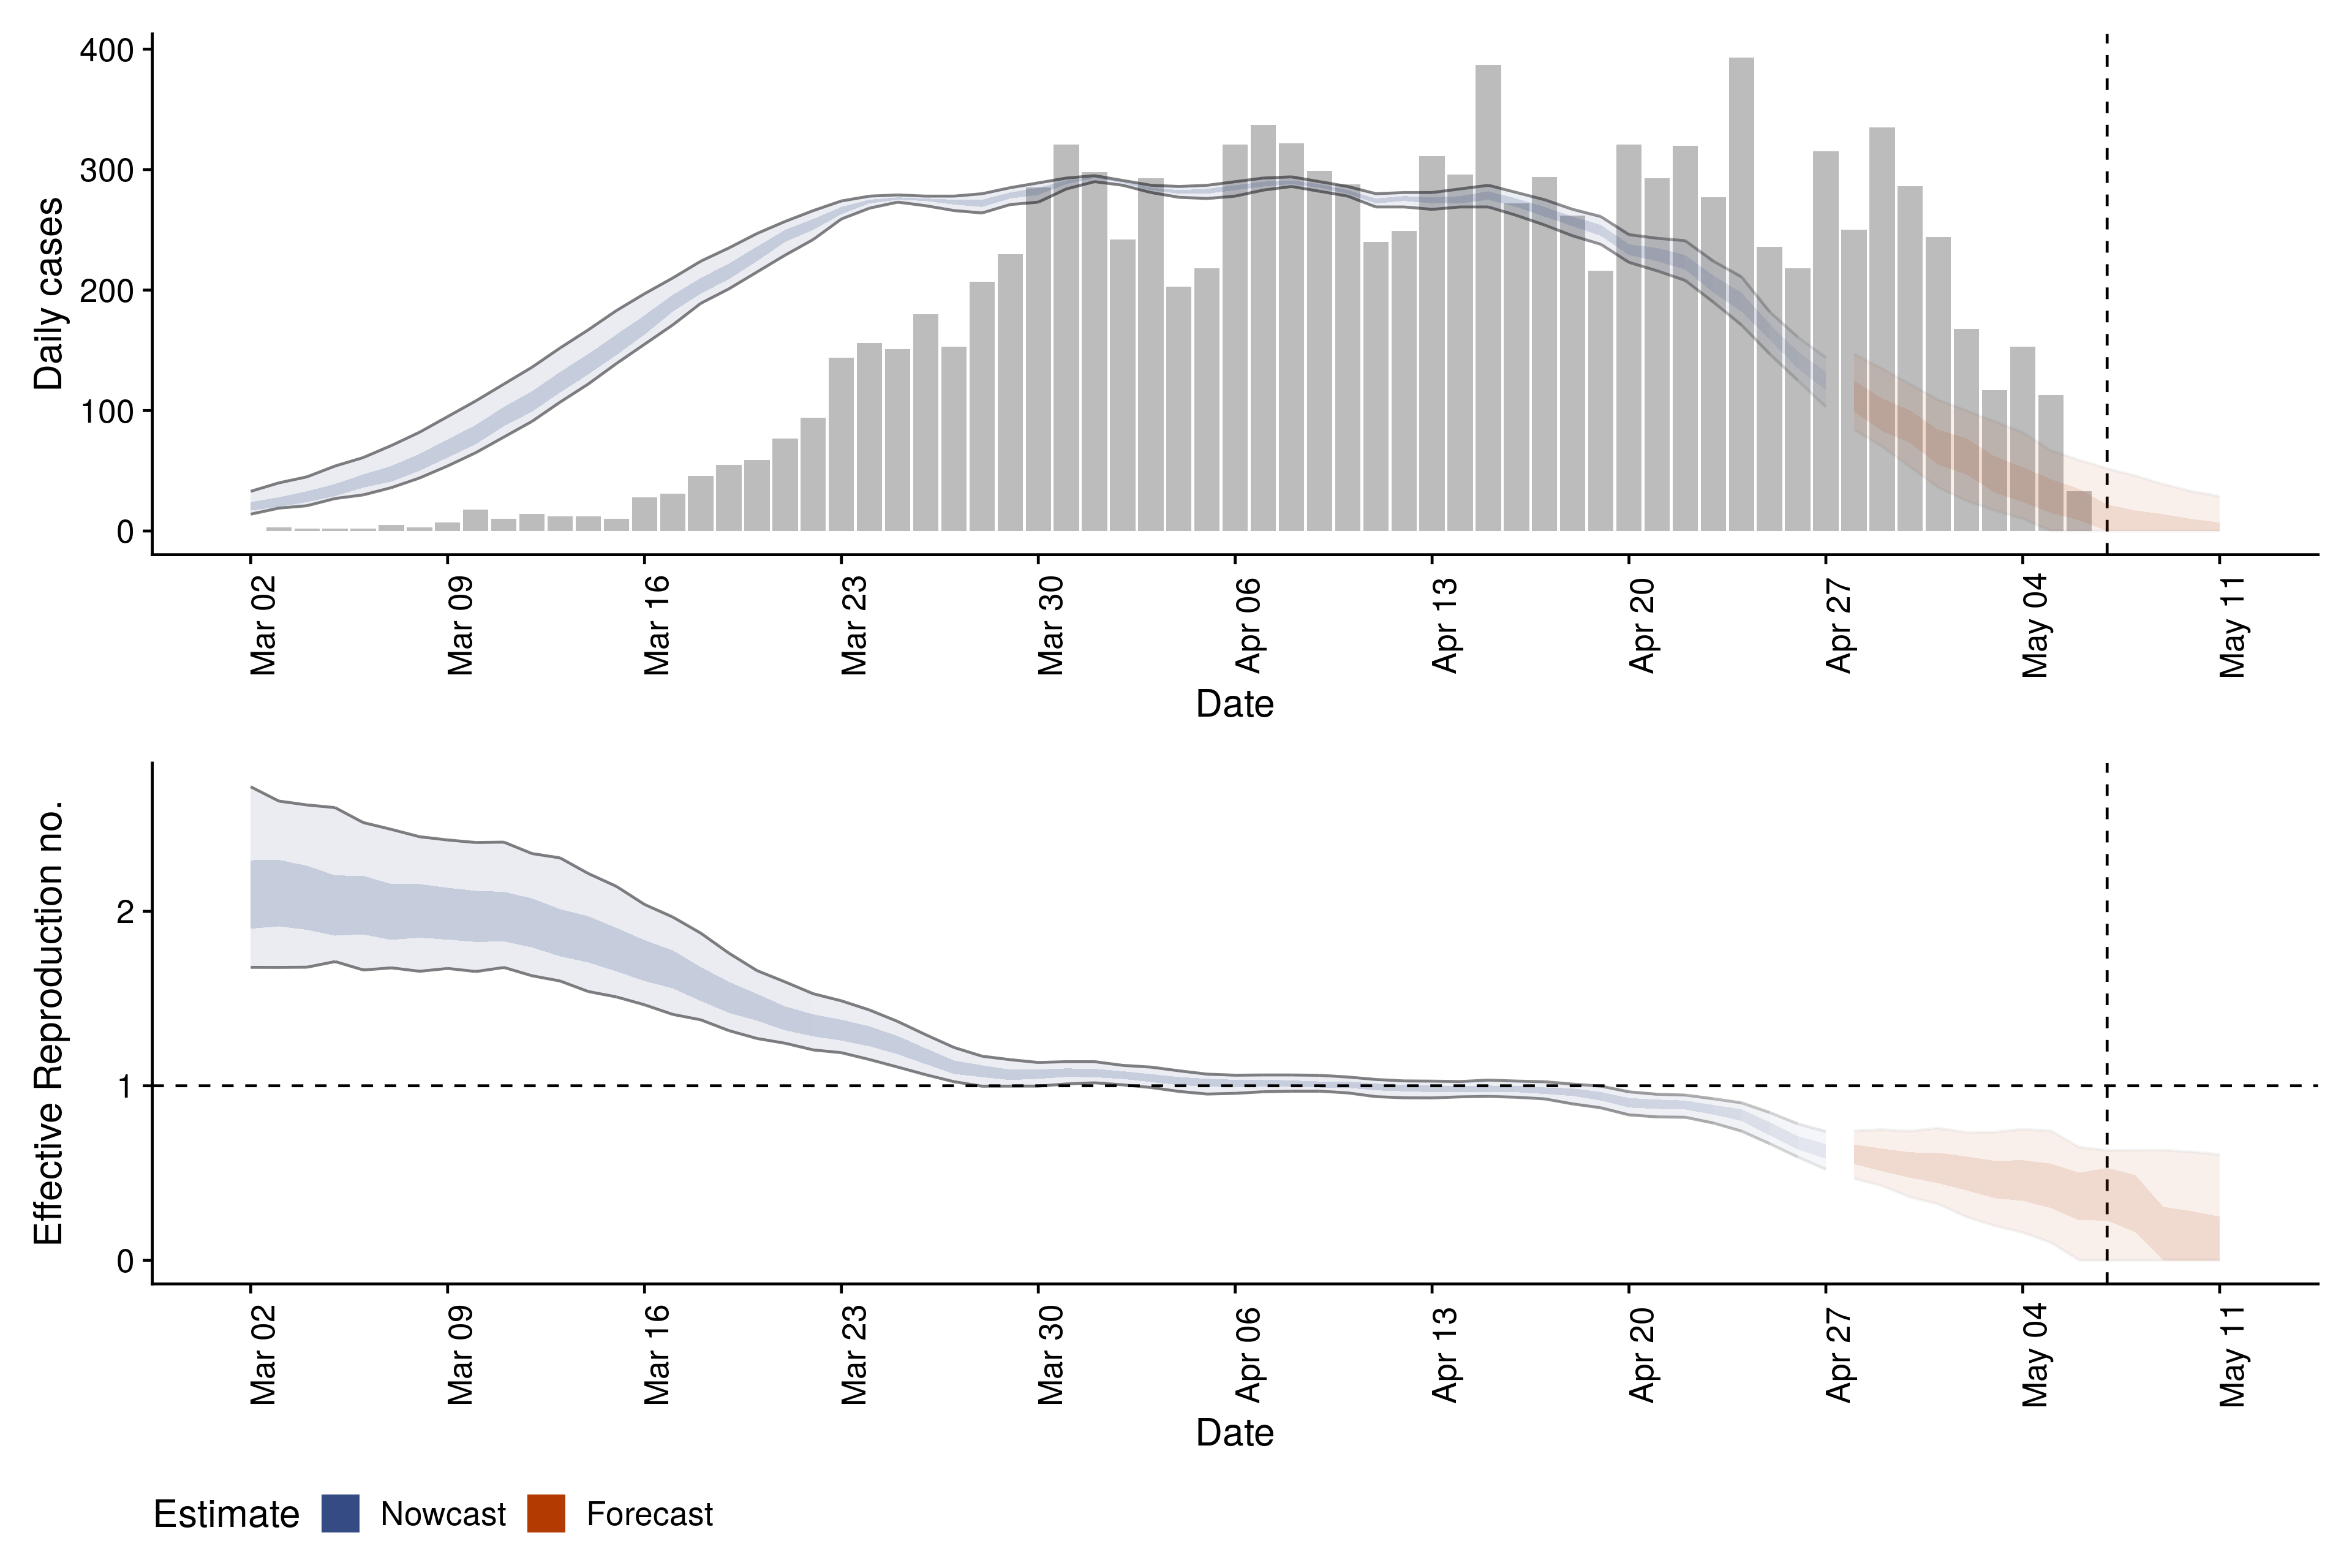 Daily cases
400
300
200
100
0
Mar 02
Mar 09
Mar 16
Mar 23
Mar 30
Apr 06
Apr 13
Apr 20
Apr 27
May 04
May 11
Date
Effective Reproduction no.
2
1
0
Mar 02
Mar 09
Mar 16
Mar 23
Mar 30
Apr 06
Apr 13
Apr 20
Apr 27
May 04
May 11
Date
Estimate Nowcast Forecast